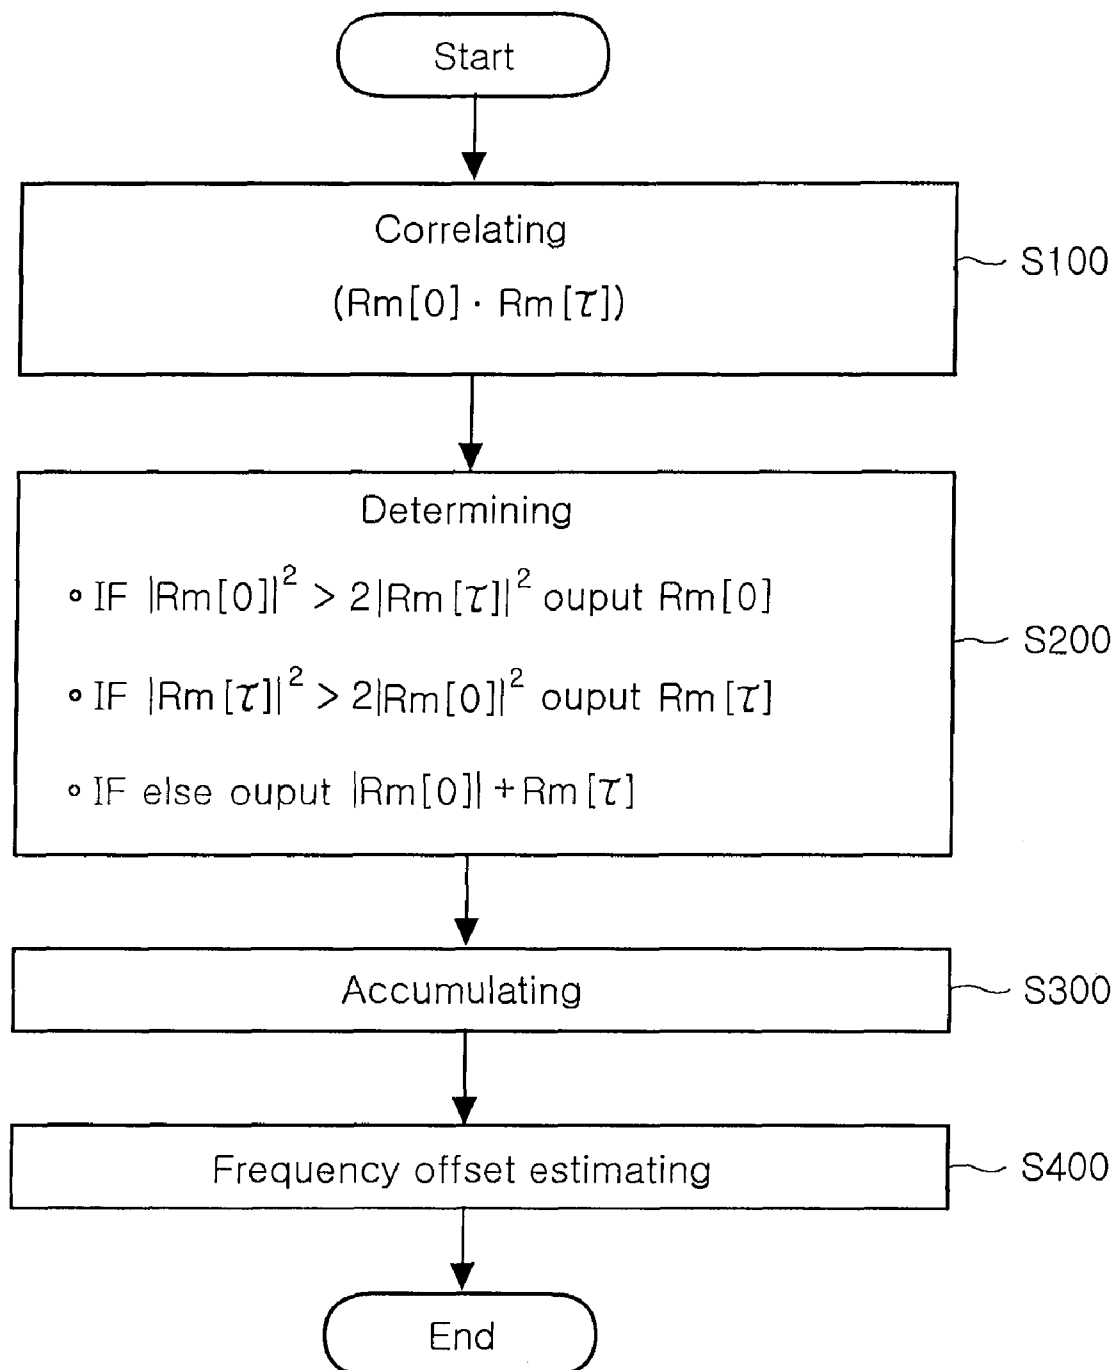 Start
Correlating
(Rm[0] · Rm[τ])
S100
Determining
∘ IF |Rm[0]|² > 2|Rm[τ]|² ouput Rm[0]
∘ IF |Rm[τ]|² > 2|Rm[0]|² ouput Rm[τ]
∘ IF else ouput |Rm[0]| + Rm[τ]
S200
Accumulating
S300
Frequency offset estimating
S400
End